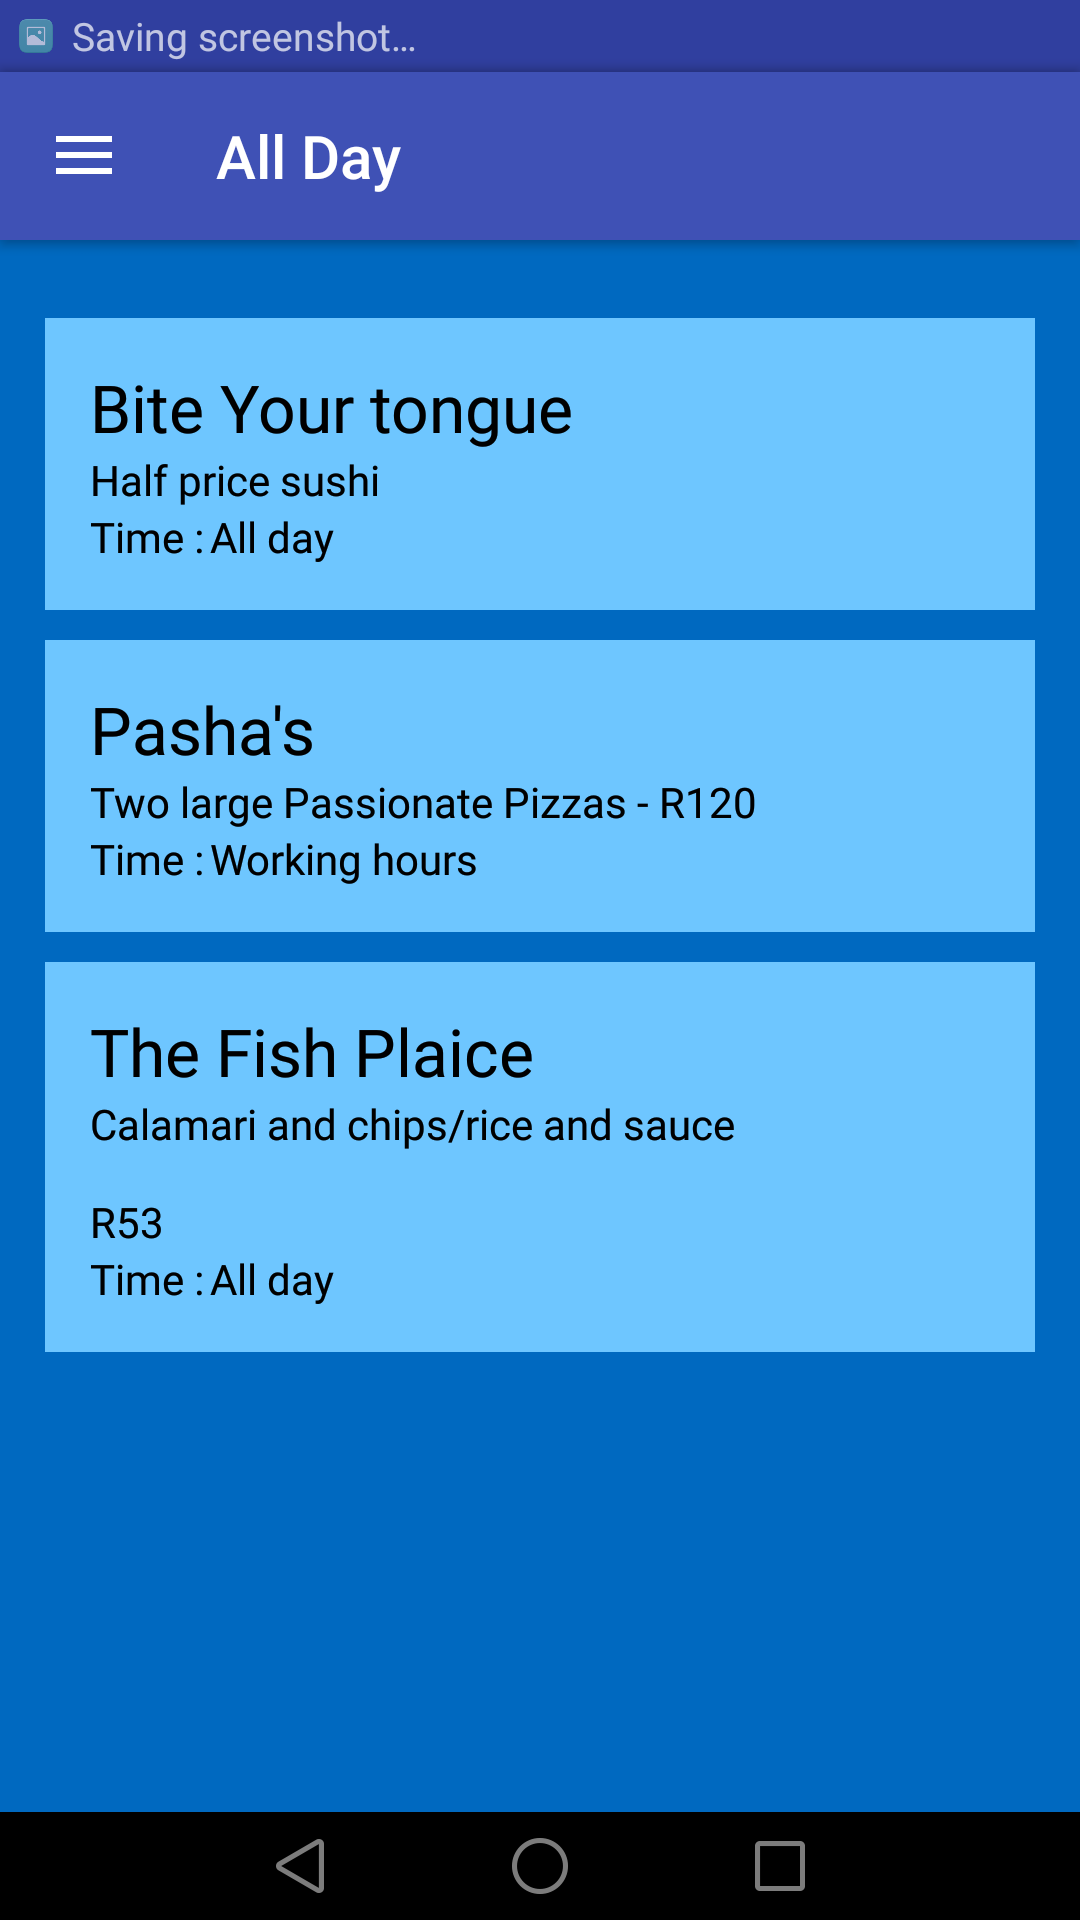 Saving screenshot...
All Day
Bite Your tongue
Half price sushi
Time : All day
Pasha's
Two large Passionate Pizzas - R120
Time : Working hours
The Fish Plaice
Calamari and chips/rice and sauce
R53
Time : All day